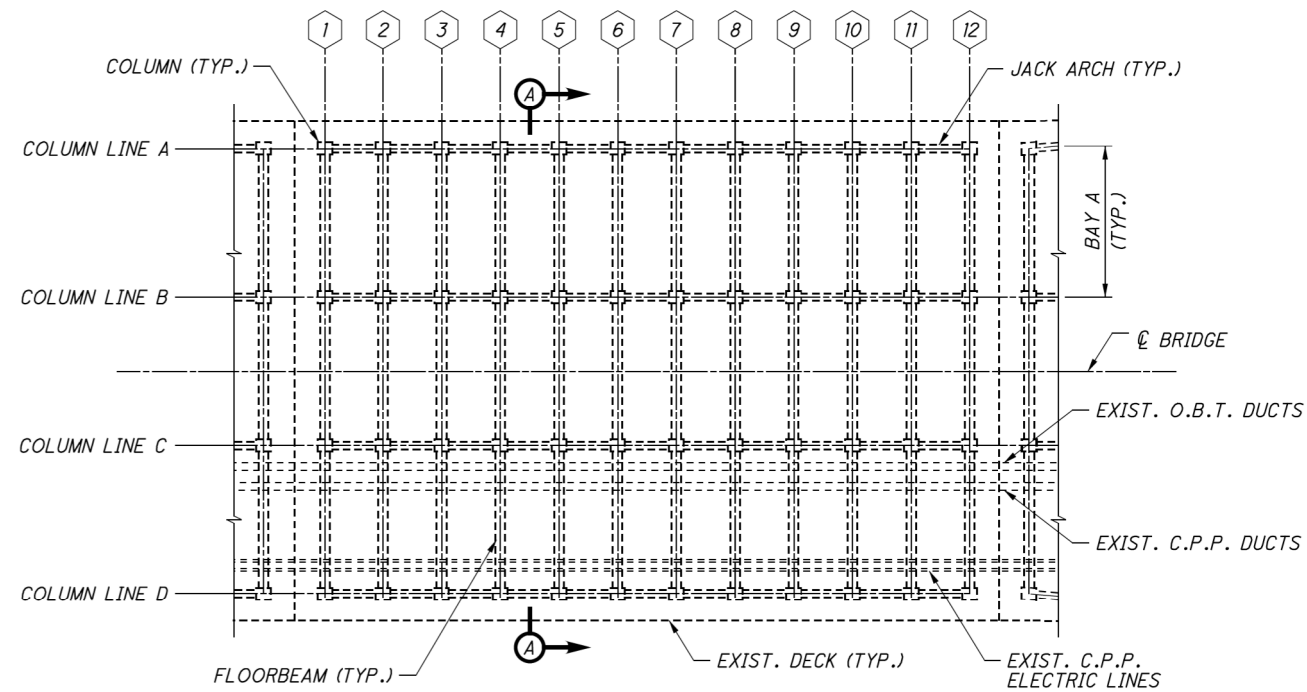 1 2 3 4 5 6 7 8 9 10 11 12
COLUMN (TYP.)
JACK ARCH (TYP.)
A
COLUMN LINE A
BAY A
(TYP.)
COLUMN LINE B
℄ BRIDGE
EXIST. O.B.T. DUCTS
COLUMN LINE C
EXIST. C.P.P. DUCTS
COLUMN LINE D
A
FLOORBEAM (TYP.)
EXIST. DECK (TYP.)
EXIST. C.P.P.
ELECTRIC LINES